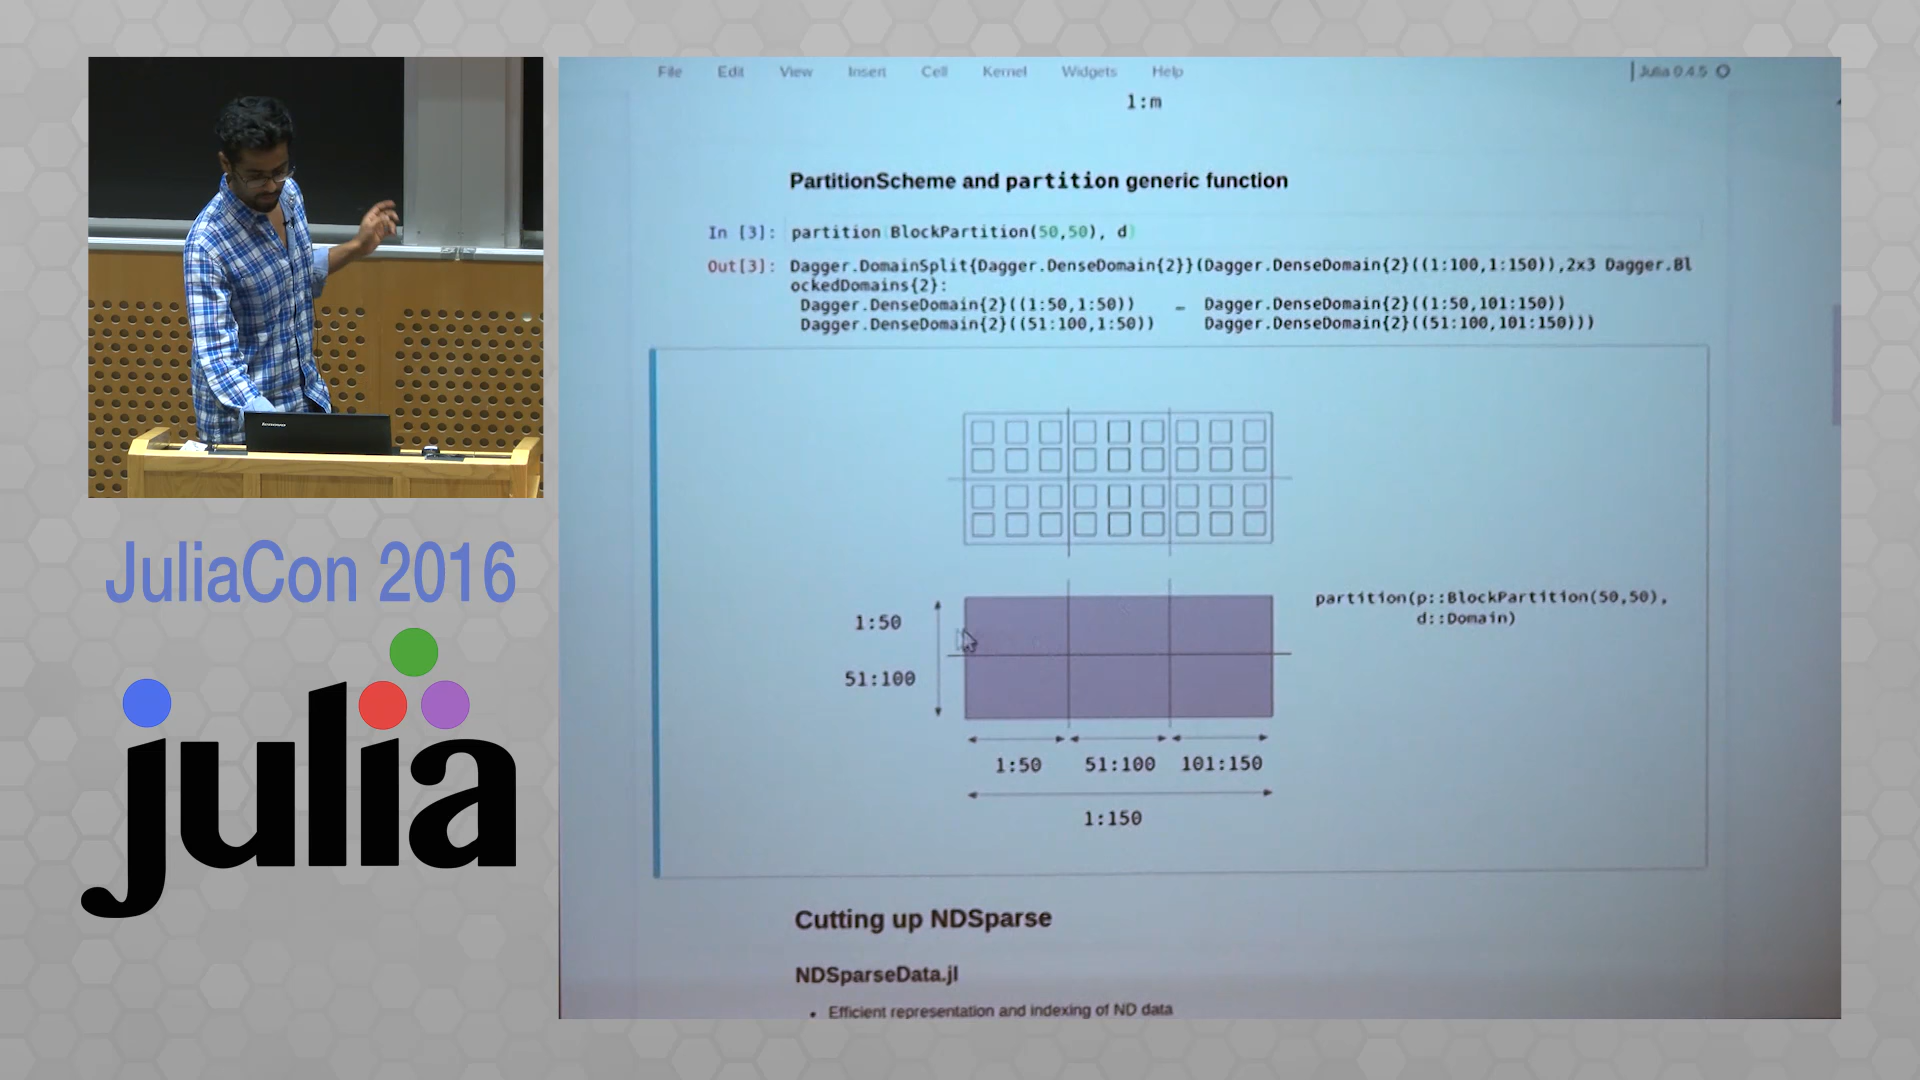 File Edit View Insert Cell Kernel Widgets Help
Julia 0.4.5
1:m
PartitionScheme and partition generic function
In [3]: partition BlockPartition(50,50), d)
Out[3]: Dagger.DomainSplit{Dagger.DenseDomain{2}}(Dagger.DenseDomain{2}((1:100,1:150)),2x3 Dagger.Bl
ockedDomains{2}:
Dagger.DenseDomain{2}((1:50,1:50)) … Dagger.DenseDomain{2}((1:50,101:150))
Dagger.DenseDomain{2}((51:100,1:50)) Dagger.DenseDomain{2}((51:100,101:150)))
1:50
51:100
partition(p::BlockPartition(50,50),
d::Domain)
1:50 51:100 101:150
1:150
Cutting up NDSparse
NDSparseData.jl
• Efficient representation and indexing of ND data
lenovo
JuliaCon 2016
julia